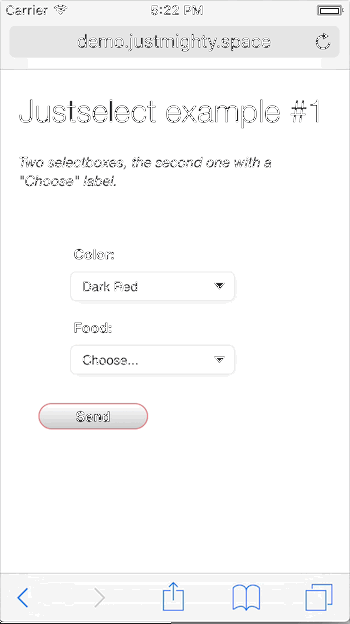 Carrier 5:22 PM
demo.justmighty.space
Justselect example #1
Two selectboxes, the second one with a
"Choose" label.
Color:
Dark Red
Food:
Choose...
Send